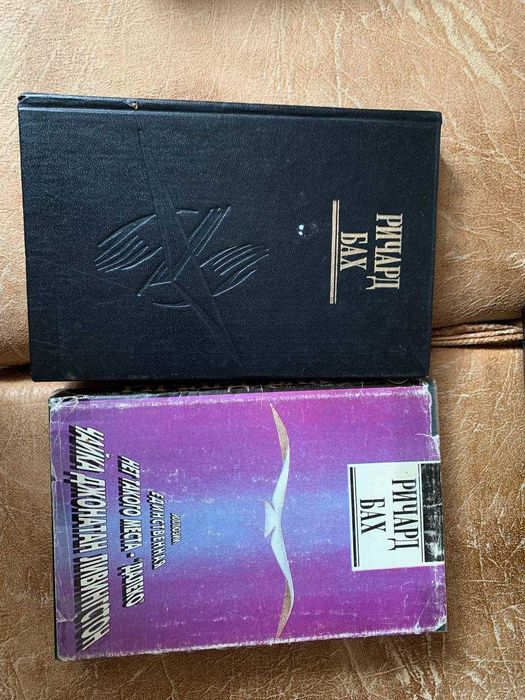 РИЧАРД
БАХ
РИЧАРД
БАХ
ИЛЛЮЗИИ
ЕДИНСТВЕННАЯ
НЕТ ТАКОГО МЕСТА - ДАЛЕКО
ЧАЙКА ДЖОНАТАН ЛИВИНГСТОН